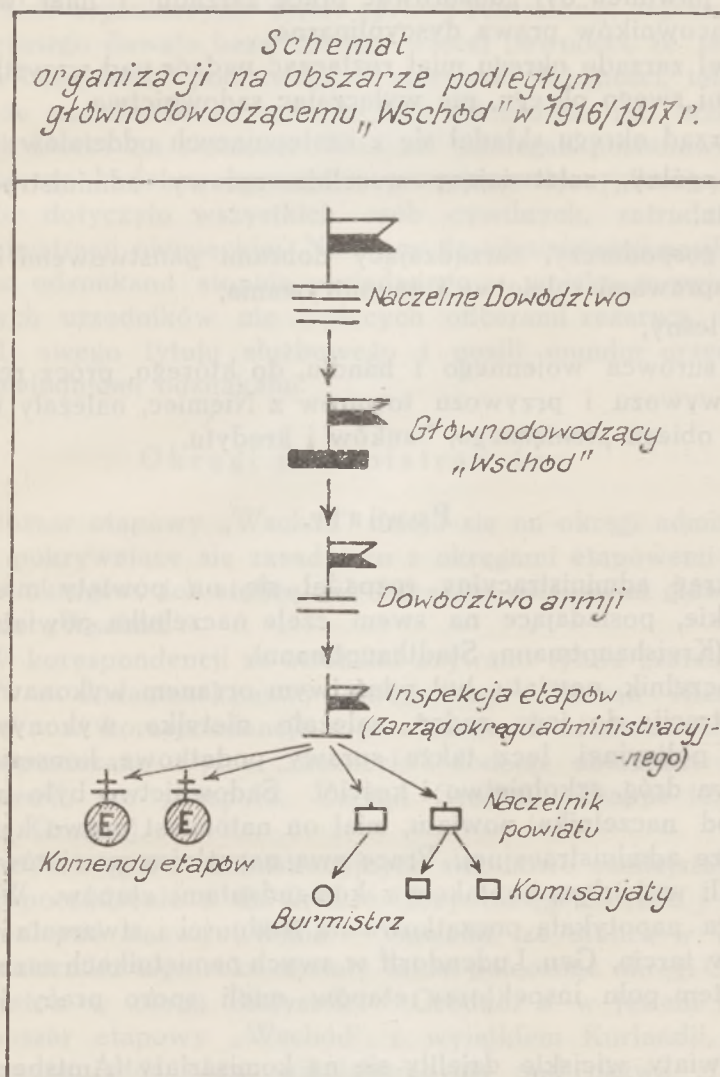 Schemat
organizacji na obszarze podległym
głównodowodzącemu „Wschód" w 1916/1917 r.
Naczelne Dowództwo
Głównodowodzący
„Wschód"
Dowództwo armji
Inspekcja etapów
(Zarząd okręgu administracyj-
-nego)
E E
Naczelnik
powiatu
Komendy etapów
Komisarjaty
Burmistrz